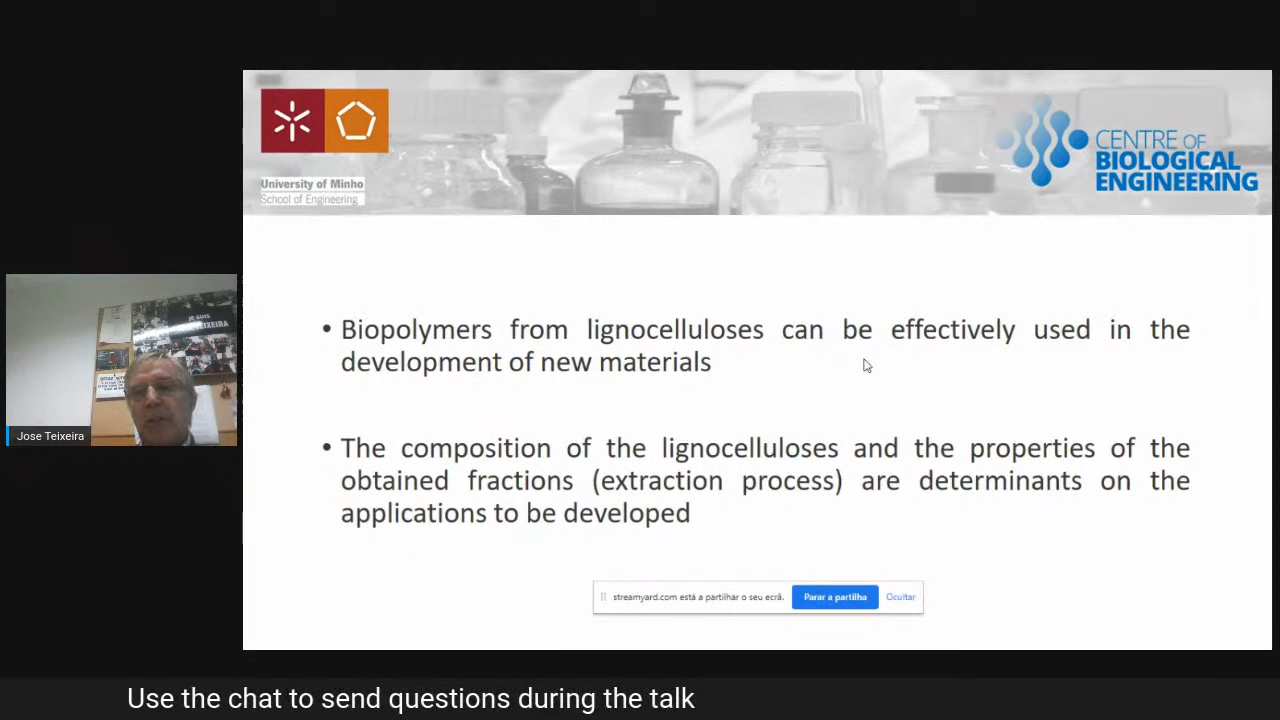 University of Minho
School of Engineering
CENTRE OF
BIOLOGICAL
ENGINEERING
JE SUIS
TEIXEIRA
Jose Teixeira
• Biopolymers from lignocelluloses can be effectively used in the
development of new materials
• The composition of the lignocelluloses and the properties of the
obtained fractions (extraction process) are determinants on the
applications to be developed
streamyard.com está a partilhar o seu ecrã.
Parar a partilha
Ocultar
Use the chat to send questions during the talk